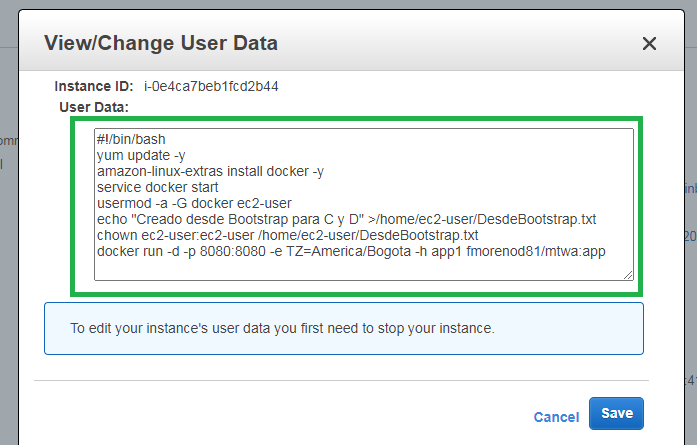 View/Change User Data
Instance ID: i-0e4ca7beb1fcd2b44
User Data:
#!/bin/bash
yum update -y
amazon-linux-extras install docker -y
service docker start
usermod -a -G docker ec2-user
echo "Creado desde Bootstrap para C y D" >/home/ec2-user/DesdeBootstrap.txt
chown ec2-user:ec2-user /home/ec2-user/DesdeBootstrap.txt
docker run -d -p 8080:8080 -e TZ=America/Bogota -h app1 fmorenod81/mtwa:app
To edit your instance's user data you first need to stop your instance.
Cancel Save